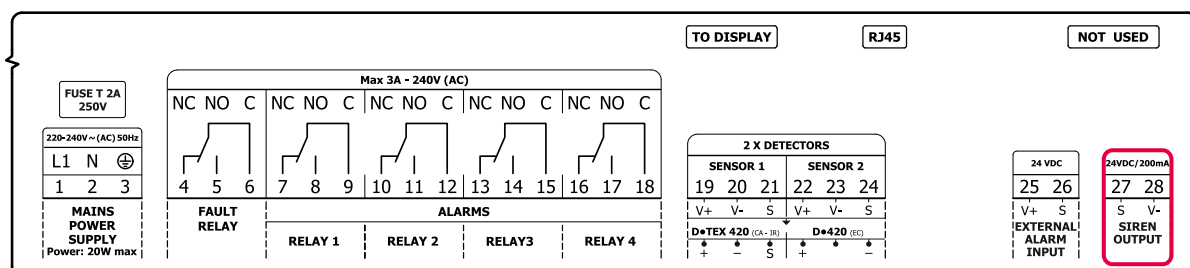 TO DISPLAY RJ45 NOT USED
FUSE T 2A
250V
Max 3A - 240V (AC)
NC NO C NC NO C NC NO C NC NO C NC NO C
220-240V~(AC) 50Hz
L1 N
1 2 3
4 5 6 7 8 9 10 11 12 13 14 15 16 17 18
MAINS
POWER
SUPPLY
Power: 20W max
FAULT
RELAY
ALARMS
RELAY 1 RELAY 2 RELAY3 RELAY 4
2 X DETECTORS
SENSOR 1 SENSOR 2
19 20 21 22 23 24
V+ V- S V+ V- S
D•TEX 420 (CA - IR) D•420 (EC)
+ - S + -
24 VDC
25 26
V+ S
EXTERNAL
ALARM
INPUT
24VDC/200mA
27 28
S V-
SIREN
OUTPUT